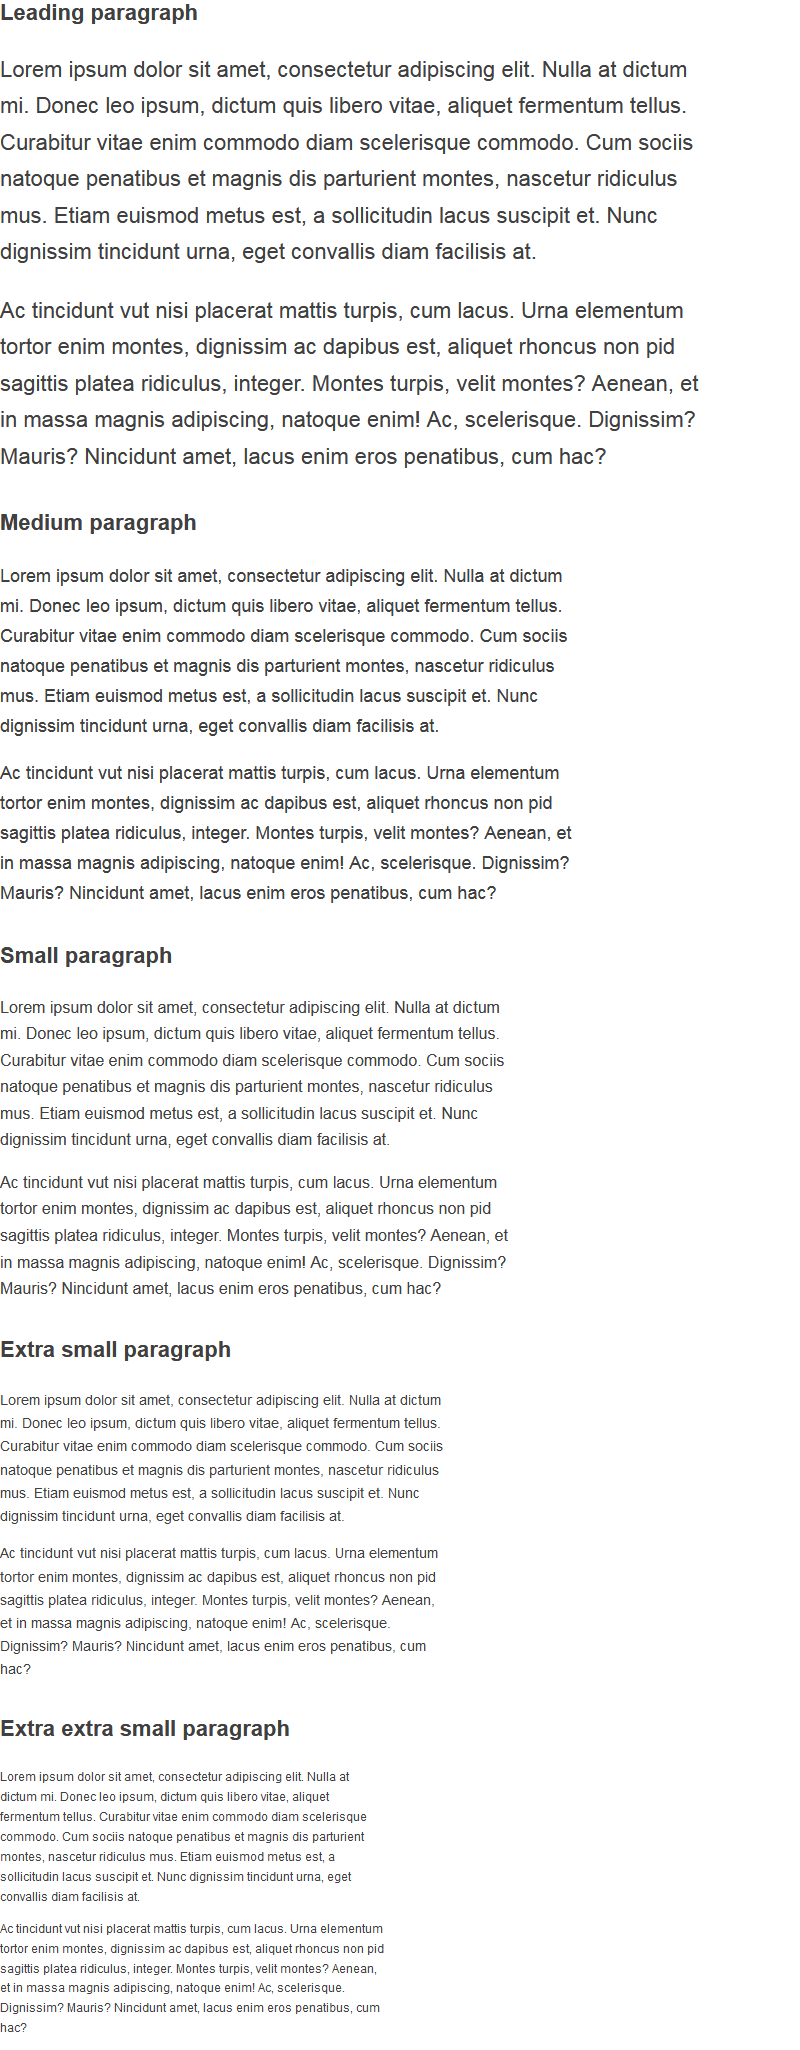 Leading paragraph
Lorem ipsum dolor sit amet, consectetur adipiscing elit. Nulla at dictum
mi. Donec leo ipsum, dictum quis libero vitae, aliquet fermentum tellus.
Curabitur vitae enim commodo diam scelerisque commodo. Cum sociis
natoque penatibus et magnis dis parturient montes, nascetur ridiculus
mus. Etiam euismod metus est, a sollicitudin lacus suscipit et. Nunc
dignissim tincidunt urna, eget convallis diam facilisis at.
Ac tincidunt vut nisi placerat mattis turpis, cum lacus. Urna elementum
tortor enim montes, dignissim ac dapibus est, aliquet rhoncus non pid
sagittis platea ridiculus, integer. Montes turpis, velit montes? Aenean, et
in massa magnis adipiscing, natoque enim! Ac, scelerisque. Dignissim?
Mauris? Nincidunt amet, lacus enim eros penatibus, cum hac?
Medium paragraph
Lorem ipsum dolor sit amet, consectetur adipiscing elit. Nulla at dictum
mi. Donec leo ipsum, dictum quis libero vitae, aliquet fermentum tellus.
Curabitur vitae enim commodo diam scelerisque commodo. Cum sociis
natoque penatibus et magnis dis parturient montes, nascetur ridiculus
mus. Etiam euismod metus est, a sollicitudin lacus suscipit et. Nunc
dignissim tincidunt urna, eget convallis diam facilisis at.
Ac tincidunt vut nisi placerat mattis turpis, cum lacus. Urna elementum
tortor enim montes, dignissim ac dapibus est, aliquet rhoncus non pid
sagittis platea ridiculus, integer. Montes turpis, velit montes? Aenean, et
in massa magnis adipiscing, natoque enim! Ac, scelerisque. Dignissim?
Mauris? Nincidunt amet, lacus enim eros penatibus, cum hac?
Small paragraph
Lorem ipsum dolor sit amet, consectetur adipiscing elit. Nulla at dictum
mi. Donec leo ipsum, dictum quis libero vitae, aliquet fermentum tellus.
Curabitur vitae enim commodo diam scelerisque commodo. Cum sociis
natoque penatibus et magnis dis parturient montes, nascetur ridiculus
mus. Etiam euismod metus est, a sollicitudin lacus suscipit et. Nunc
dignissim tincidunt urna, eget convallis diam facilisis at.
Ac tincidunt vut nisi placerat mattis turpis, cum lacus. Urna elementum
tortor enim montes, dignissim ac dapibus est, aliquet rhoncus non pid
sagittis platea ridiculus, integer. Montes turpis, velit montes? Aenean, et
in massa magnis adipiscing, natoque enim! Ac, scelerisque. Dignissim?
Mauris? Nincidunt amet, lacus enim eros penatibus, cum hac?
Extra small paragraph
Lorem ipsum dolor sit amet, consectetur adipiscing elit. Nulla at dictum
mi. Donec leo ipsum, dictum quis libero vitae, aliquet fermentum tellus.
Curabitur vitae enim commodo diam scelerisque commodo. Cum sociis
natoque penatibus et magnis dis parturient montes, nascetur ridiculus
mus. Etiam euismod metus est, a sollicitudin lacus suscipit et. Nunc
dignissim tincidunt urna, eget convallis diam facilisis at.
Ac tincidunt vut nisi placerat mattis turpis, cum lacus. Urna elementum
tortor enim montes, dignissim ac dapibus est, aliquet rhoncus non pid
sagittis platea ridiculus, integer. Montes turpis, velit montes? Aenean,
et in massa magnis adipiscing, natoque enim! Ac, scelerisque.
Dignissim? Mauris? Nincidunt amet, lacus enim eros penatibus, cum
hac?
Extra extra small paragraph
Lorem ipsum dolor sit amet, consectetur adipiscing elit. Nulla at
dictum mi. Donec leo ipsum, dictum quis libero vitae, aliquet
fermentum tellus. Curabitur vitae enim commodo diam scelerisque
commodo. Cum sociis natoque penatibus et magnis dis parturient
montes, nascetur ridiculus mus. Etiam euismod metus est, a
sollicitudin lacus suscipit et. Nunc dignissim tincidunt urna, eget
convallis diam facilisis at.
Ac tincidunt vut nisi placerat mattis turpis, cum lacus. Urna elementum
tortor enim montes, dignissim ac dapibus est, aliquet rhoncus non pid
sagittis platea ridiculus, integer. Montes turpis, velit montes? Aenean,
et in massa magnis adipiscing, natoque enim! Ac, scelerisque.
Dignissim? Mauris? Nincidunt amet, lacus enim eros penatibus, cum
hac?